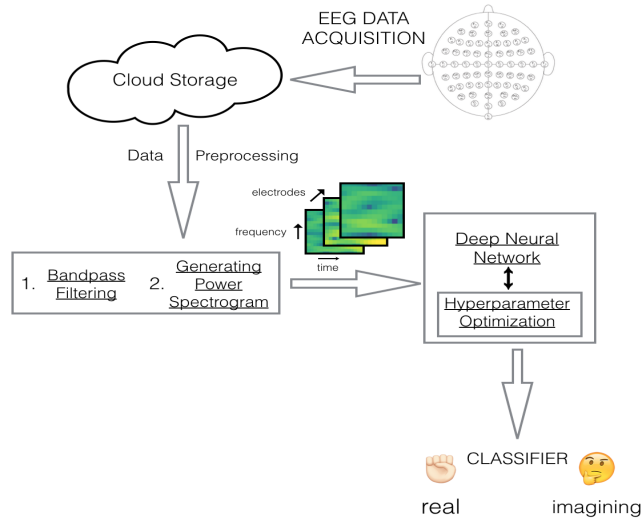 EEG DATA
ACQUISITION
Cloud Storage
Data Preprocessing
electrodes
frequency
time
1. Bandpass
Filtering
2. Generating
Power
Spectrogram
Deep Neural
Network
Hyperparameter
Optimization
CLASSIFIER
real
imagining